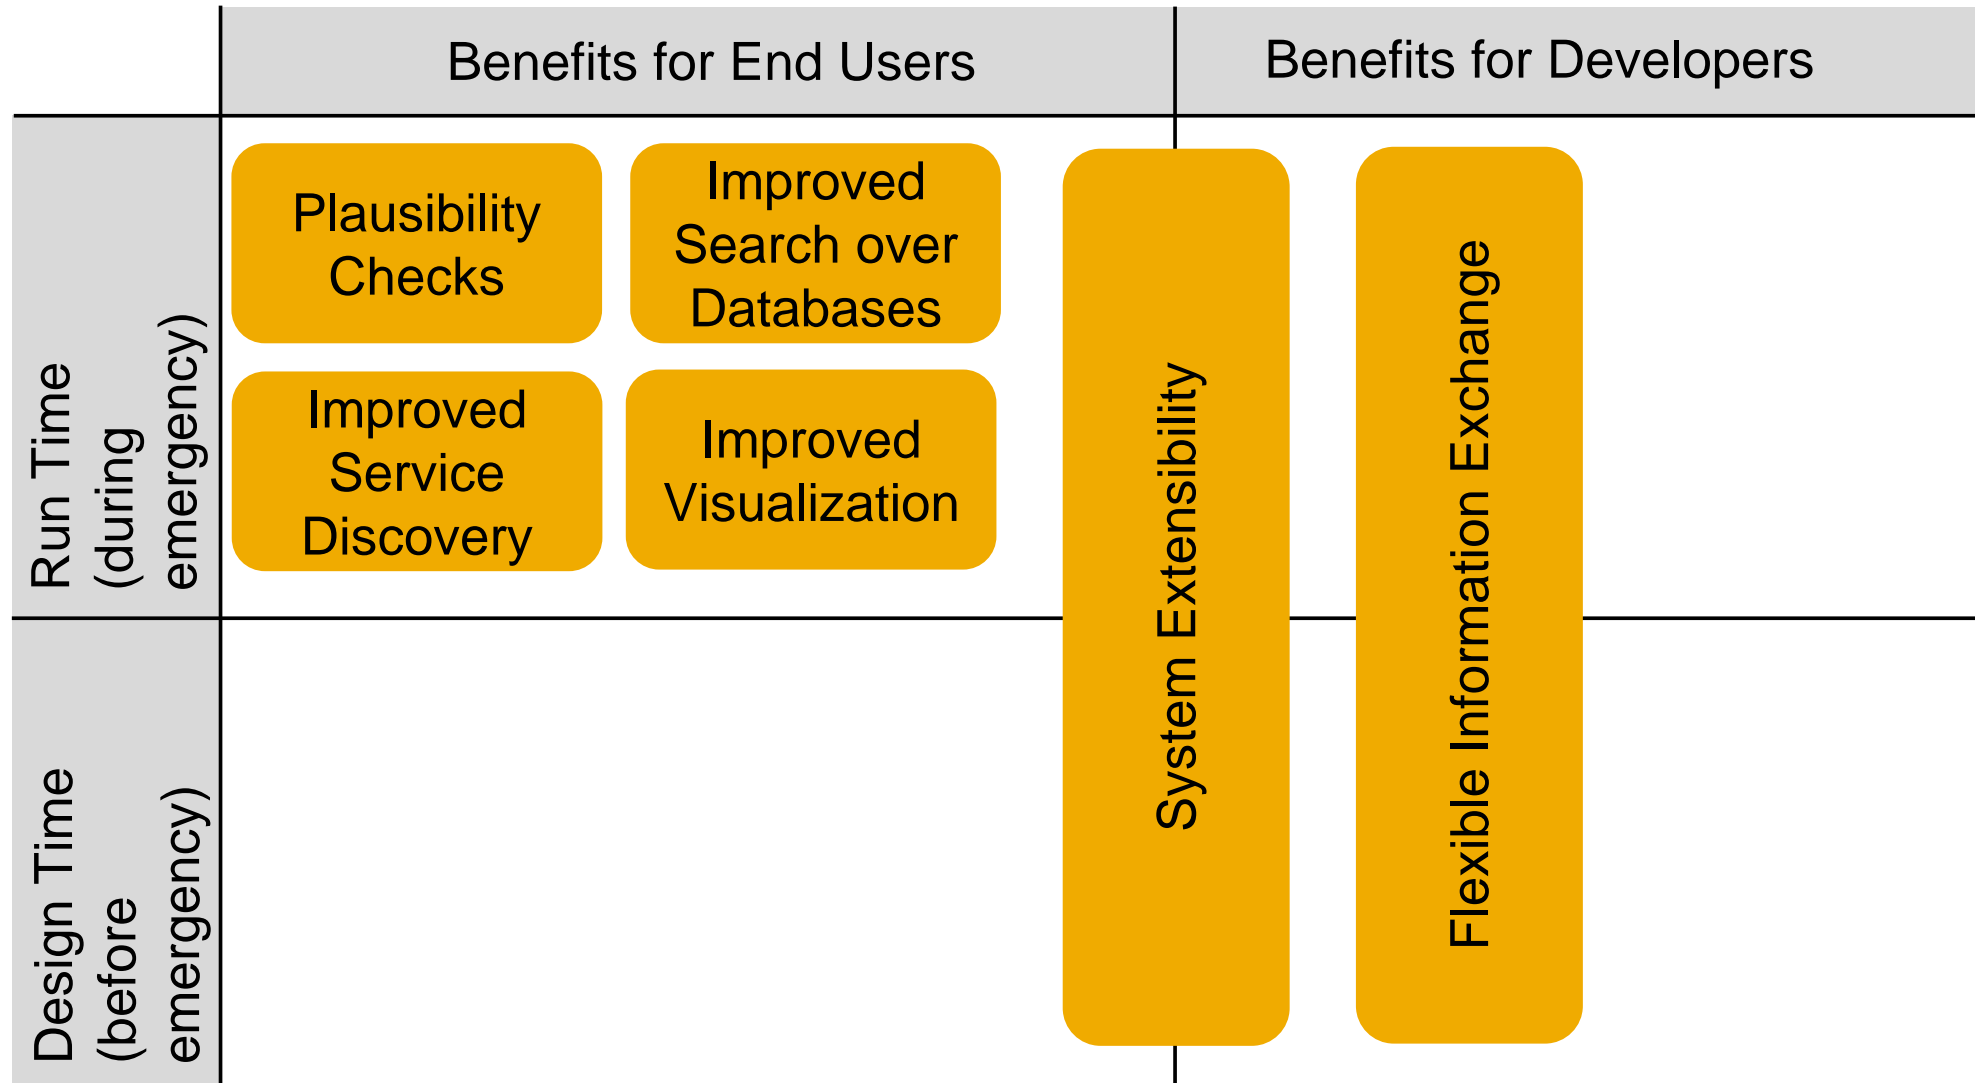 Benefits for End Users
Benefits for Developers
Run Time
(during
emergency)
Plausibility
Checks
Improved
Search over
Databases
Improved
Service
Discovery
Improved
Visualization
System Extensibility
Flexible Information Exchange
Design Time
(before
emergency)